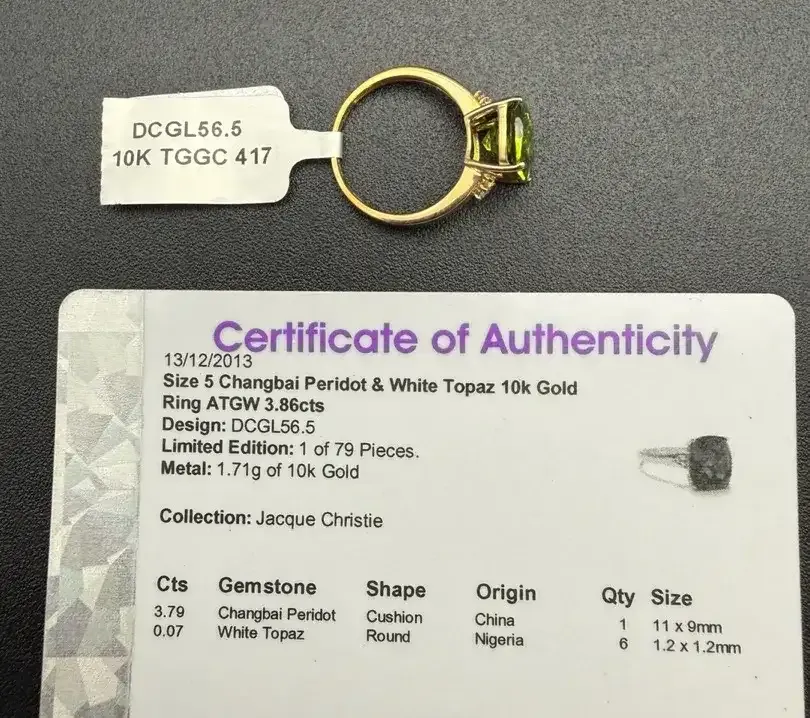 DCGL56.5
10K TGGC 417
Certificate of Authenticity
13/12/2013
Size 5 Changbai Peridot & White Topaz 10k Gold
Ring ATGW 3.86cts
Design: DCGL56.5
Limited Edition: 1 of 79 Pieces.
Metal: 1.71g of 10k Gold
Collection: Jacque Christie
Cts Gemstone Shape Origin Qty Size
3.79 Changbai Peridot Cushion China 1 11 x 9mm
0.07 White Topaz Round Nigeria 6 1.2 x 1.2mm